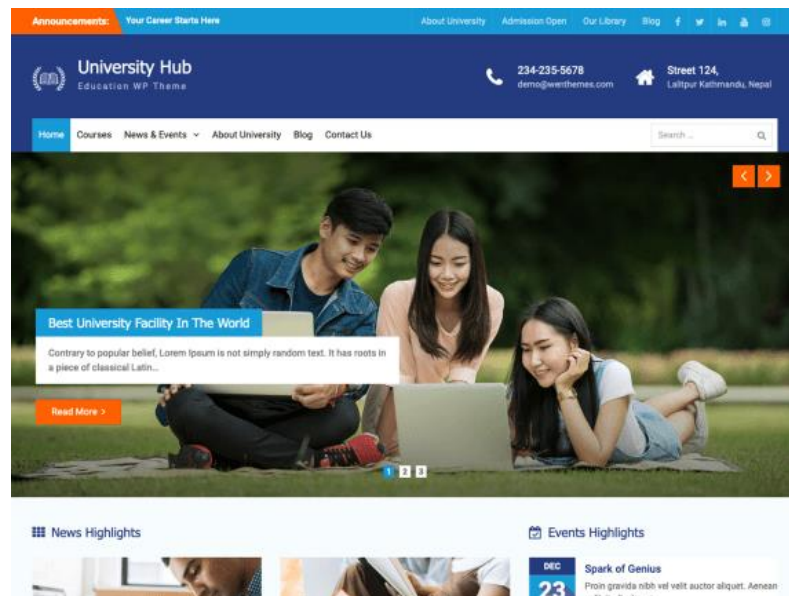 Announcements: Your Career Starts Here
About University Admission Open Our Library Blog
University Hub
Education WP Theme
234-235-5678
demo@wenthemes.com
Street 124,
Lalitpur Kathmandu, Nepal
Home Courses News & Events About University Blog Contact Us
Search ...
Best University Facility In The World
Contrary to popular belief, Lorem Ipsum is not simply random text. It has roots in
a piece of classical Latin...
Read More >
1 2 3
News Highlights
Events Highlights
DEC
23
Spark of Genius
Proin gravida nibh vel velit auctor aliquet. Aenean